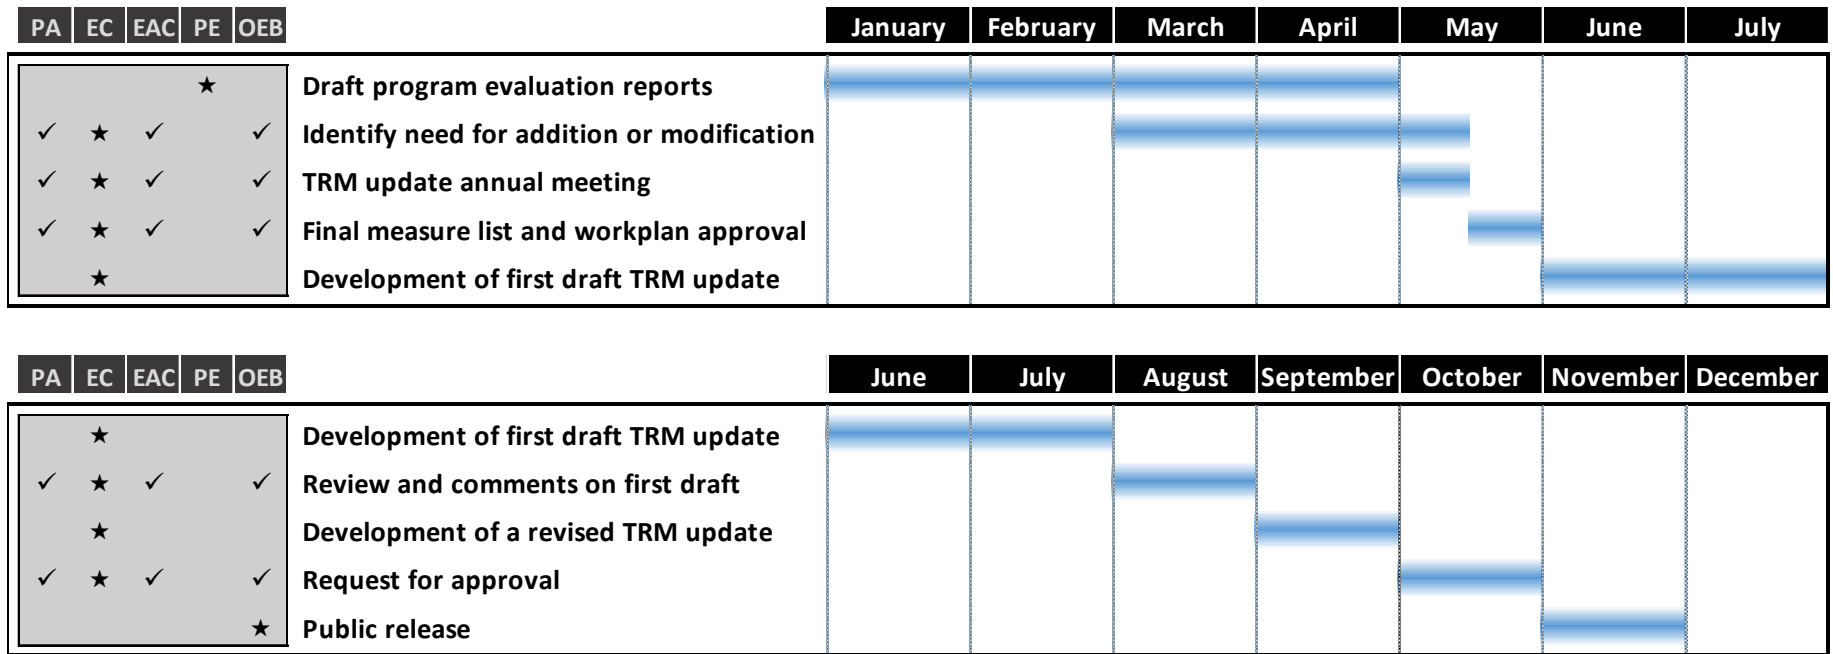 PA EC EAC PE OEB January February March April May June July
★ Draft program evaluation reports
✓ ★ ✓ ✓ Identify need for addition or modification
✓ ★ ✓ ✓ TRM update annual meeting
✓ ★ ✓ ✓ Final measure list and workplan approval
★ Development of first draft TRM update
PA EC EAC PE OEB June July August September October November December
★ Development of first draft TRM update
✓ ★ ✓ ✓ Review and comments on first draft
★ Development of a revised TRM update
✓ ★ ✓ ✓ Request for approval
★ Public release